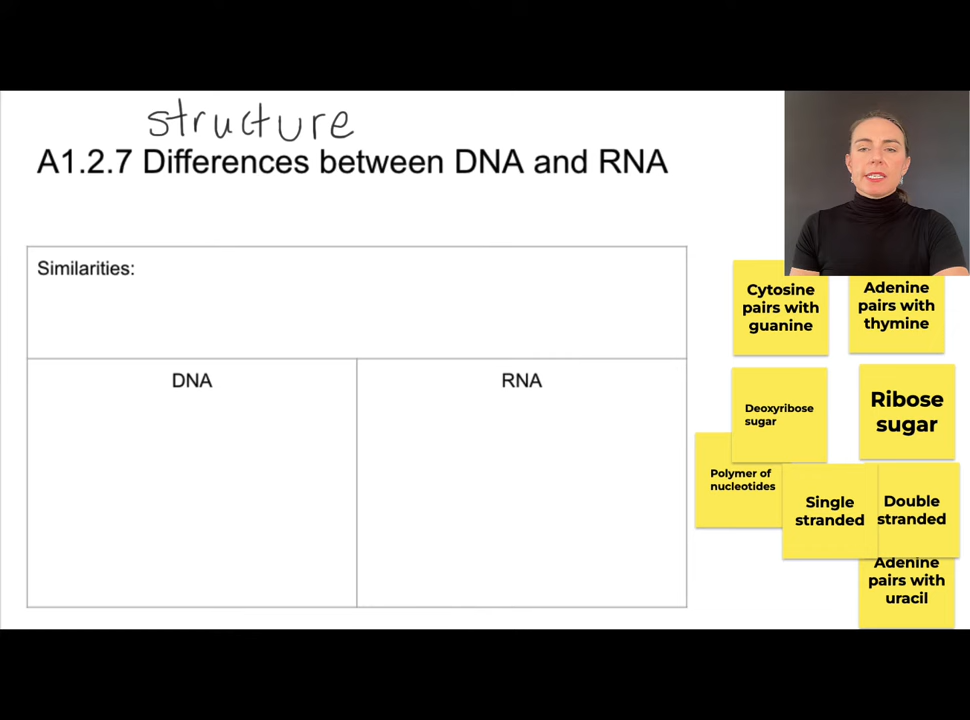 structure
A1.2.7 Differences between DNA and RNA
Similarities:
DNA
RNA
Cytosine
pairs with
guanine
Adenine
pairs with
thymine
Deoxyribose
sugar
Ribose
sugar
Polymer of
nucleotides
Single
stranded
Double
stranded
Adenine
pairs with
uracil